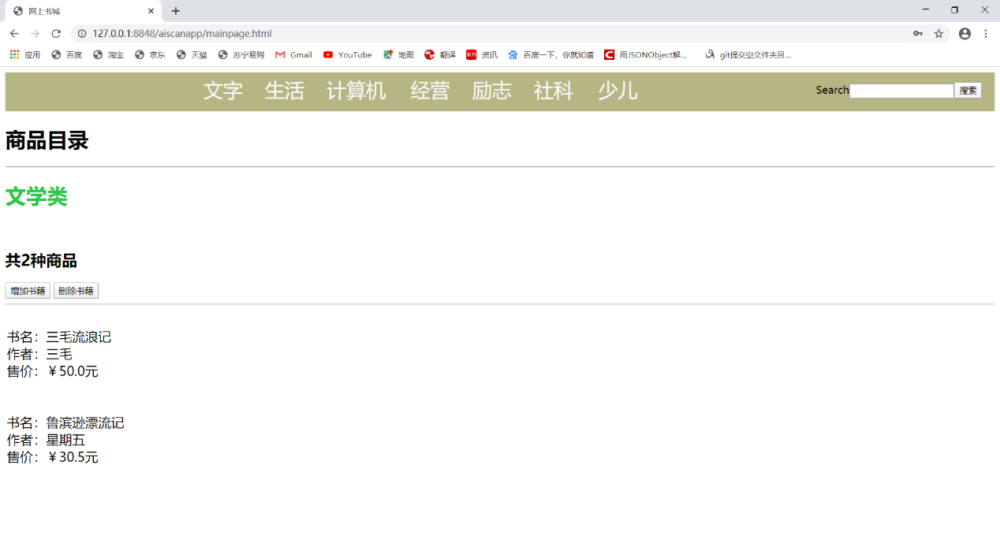 网上书城
127.0.0.1:8848/aiscanapp/mainpage.html
应用 百度 淘宝 京东 天猫 苏宁易购 Gmail YouTube 地图 翻译 东方 资讯 百度一下，你就知道 C 用JSONObject解... git提交空文件夹目...
文字 生活 计算机 经营 励志 社科 少儿 Search 搜索
商品目录
文学类
共2种商品
增加书籍 删除书籍
书名：三毛流浪记
作者：三毛
售价：￥50.0元
书名：鲁滨逊漂流记
作者：星期五
售价：￥30.5元